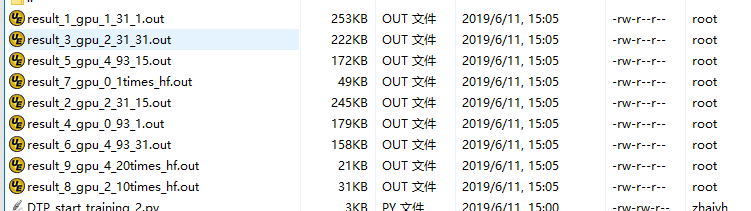 result_1_gpu_1_31_1.out 253KB OUT 文件 2019/6/11, 15:05 -rw-r--r-- root
result_3_gpu_2_31_31.out 222KB OUT 文件 2019/6/11, 15:05 -rw-r--r-- root
result_5_gpu_4_93_15.out 172KB OUT 文件 2019/6/11, 15:05 -rw-r--r-- root
result_7_gpu_0_1times_hf.out 49KB OUT 文件 2019/6/11, 15:05 -rw-r--r-- root
result_2_gpu_2_31_15.out 245KB OUT 文件 2019/6/11, 15:05 -rw-r--r-- root
result_4_gpu_0_93_1.out 179KB OUT 文件 2019/6/11, 15:05 -rw-r--r-- root
result_6_gpu_4_93_31.out 158KB OUT 文件 2019/6/11, 15:05 -rw-r--r-- root
result_9_gpu_4_20times_hf.out 21KB OUT 文件 2019/6/11, 15:05 -rw-r--r-- root
result_8_gpu_2_10times_hf.out 31KB OUT 文件 2019/6/11, 15:05 -rw-r--r-- root
DTP_start_training_2.py 3KB PY 文件 2019/6/11, 15:00 -rw-rw-r--